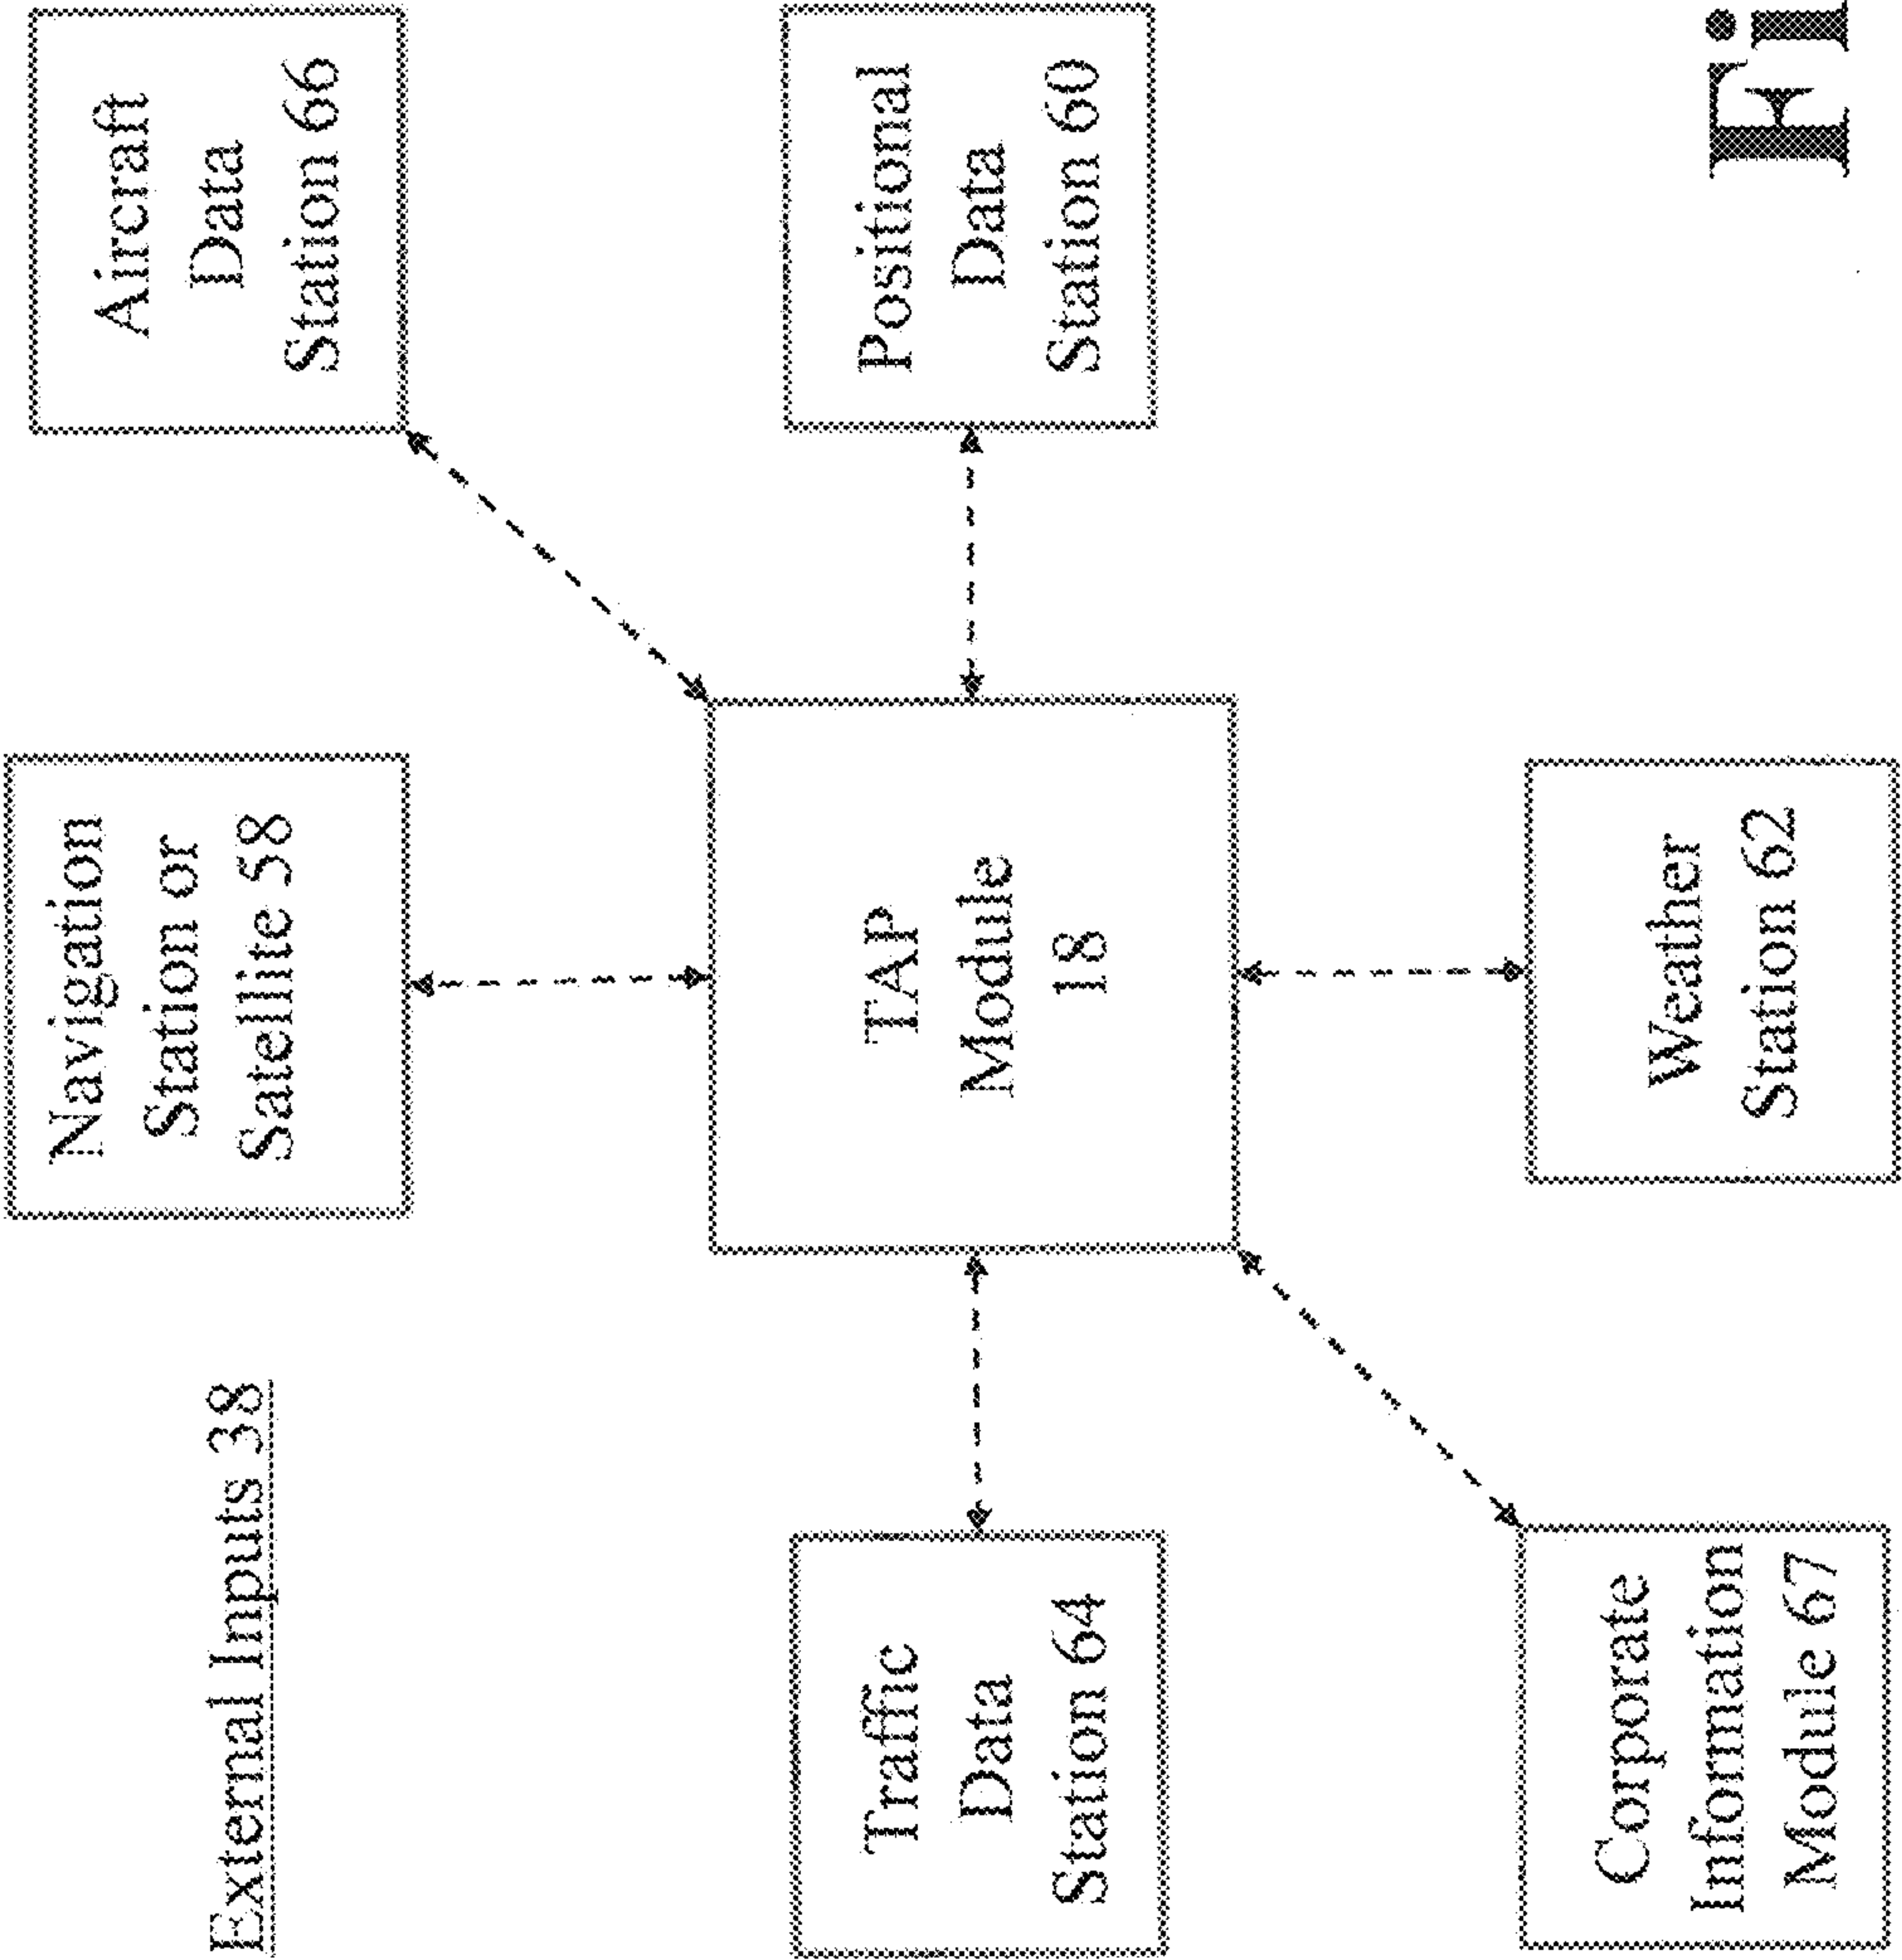 External Inputs 38
Navigation
Station or
Satellite 58
Aircraft
Data
Station 66
Traffic
Data
Station 64
TAP
Module
18
Positional
Data
Station 60
Corporate
Information
Module 67
Weather
Station 62
Fi